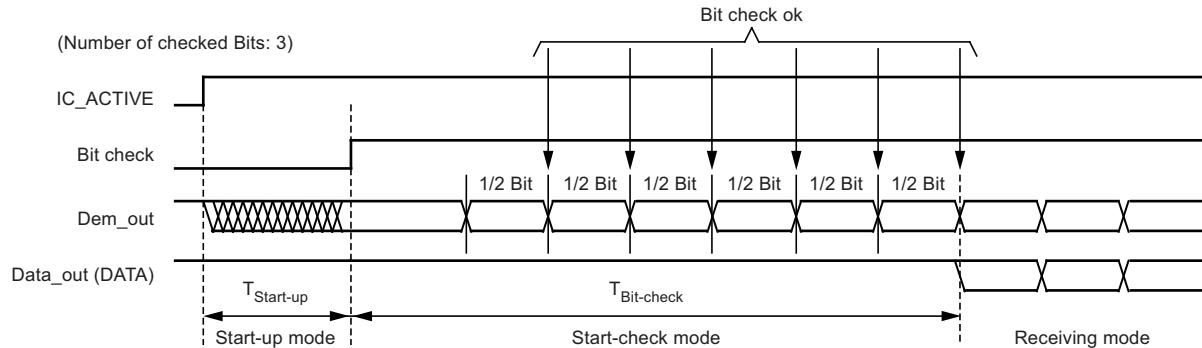 Bit check ok
(Number of checked Bits: 3)
IC_ACTIVE
Bit check
1/2 Bit 1/2 Bit 1/2 Bit 1/2 Bit 1/2 Bit 1/2 Bit
Dem_out
Data_out (DATA)
TStart-up TBit-check
Start-up mode Start-check mode Receiving mode